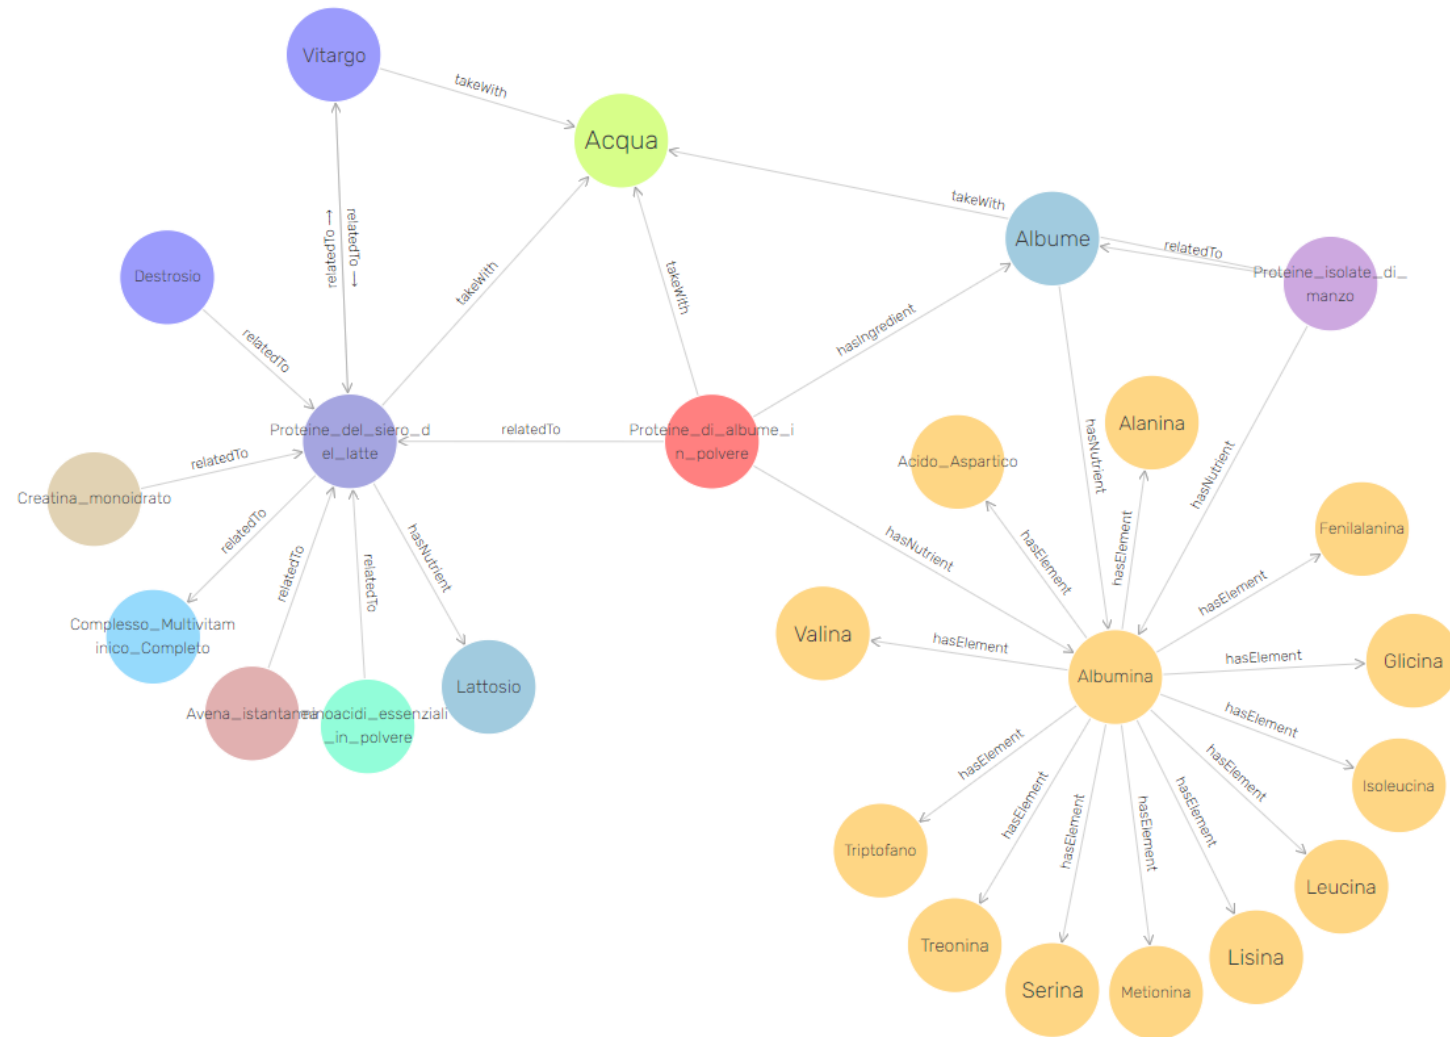 Vitargo
takeWith
Acqua
takeWith
Albume
relatedTo
Proteine_isolate_di_
manzo
relatedTo →
relatedTo →
Destrosio
relatedTo
takeWith
takeWith
hasIngredient
Proteine_del_siero_d
el_latte
relatedTo
Proteine_di_albume_i
n_polvere
hasNutrient
Alanina
hasNutrient
Acido_Aspartico
relatedTo
Creatina_monoidrato
relatedTo
hasNutrient
relatedTo
relatedTo
hasNutrient
hasElement
hasElement
Fenilalanina
hasElement
Complesso_Multivitam
inico_Completo
Valina
hasElement
hasElement
Glicina
Albumina
Lattosio
Avena_istantanea
inoacidi_essenziali
_in_polvere
hasElement
hasElement
hasElement
Isoleucina
hasElement
hasElement
hasElement
hasElement
Triptofano
Leucina
Treonina
Lisina
Serina
Metionina